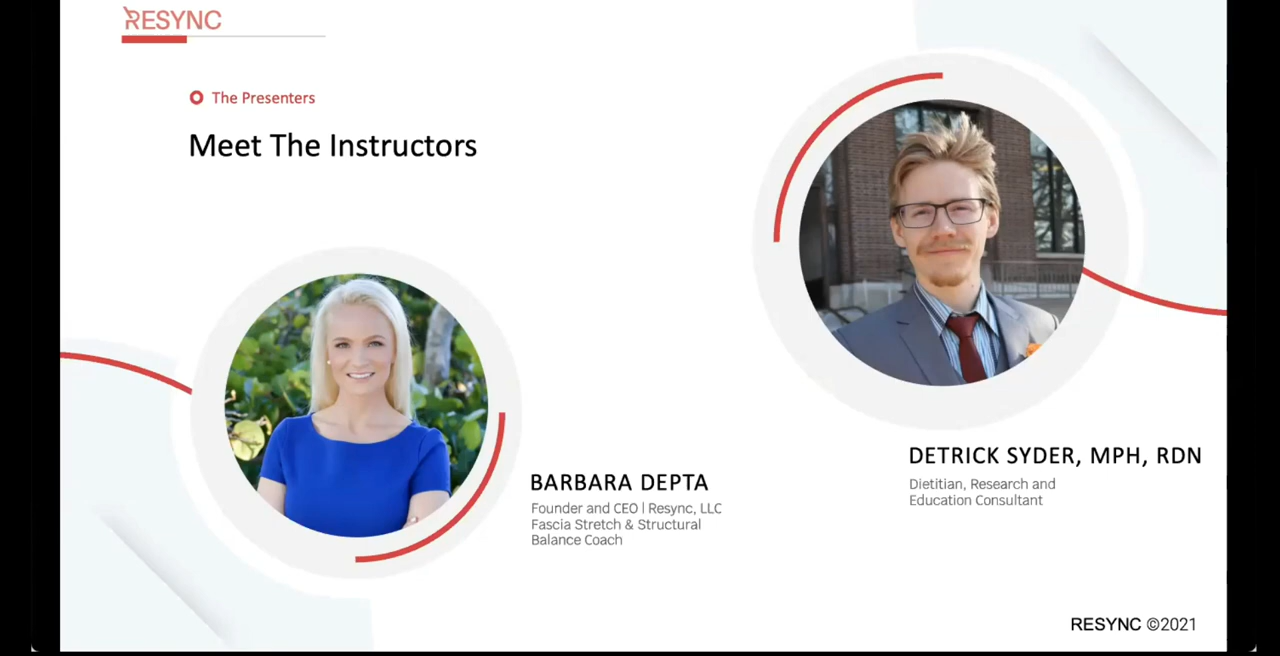 RESYNC
The Presenters
Meet The Instructors
BARBARA DEPTA
Founder and CEO | Resync, LLC
Fascia Stretch & Structural
Balance Coach
DETRICK SYDER, MPH, RDN
Dietitian, Research and
Education Consultant
RESYNC ©2021